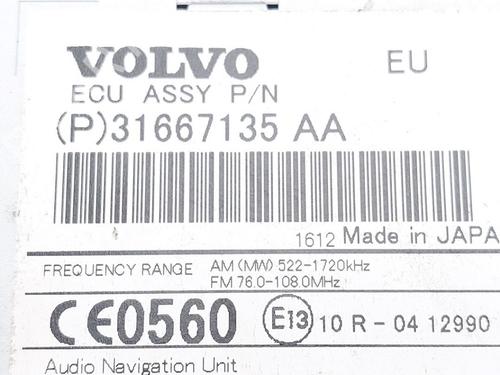 VOLVO EU
ECU ASSY P/N
(P)31667135 AA
1612 Made in JAPA
FREQUENCY RANGE AM (MW) 522-1720kHz
FM 76.0-108.0MHz
CE0560 E13 10 R - 04 12990
Audio Navigation Unit